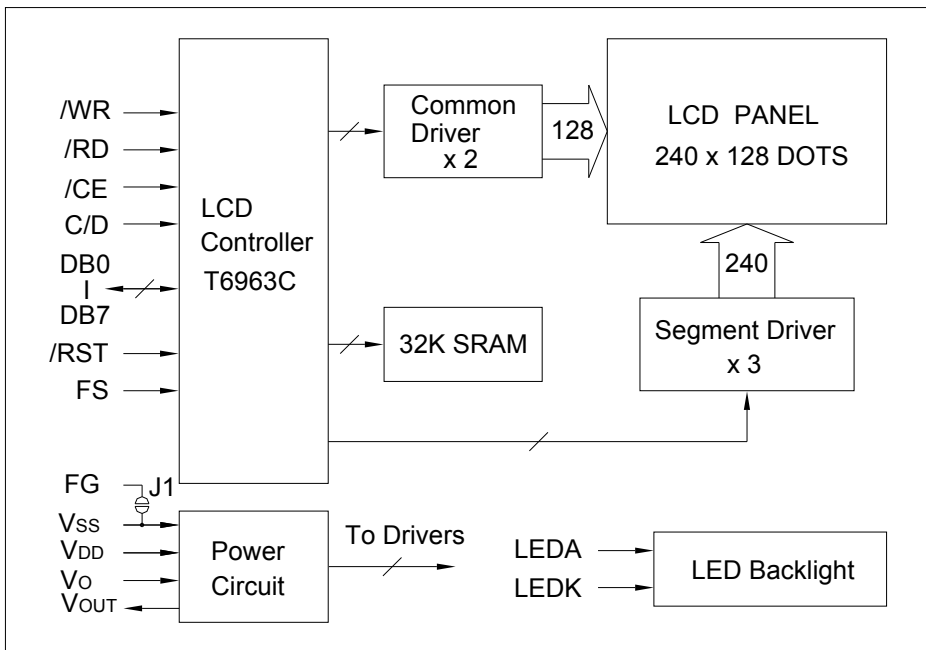 /WR
/RD
/CE
C/D
DB0
DB7
/RST
FS
LCD
Controller
T6963C
Common
Driver
x 2
128
LCD PANEL
240 x 128 DOTS
240
Segment Driver
x 3
32K SRAM
FG
J1
VSS
VDD
VO
VOUT
Power
Circuit
To Drivers
LEDA
LEDK
LED Backlight